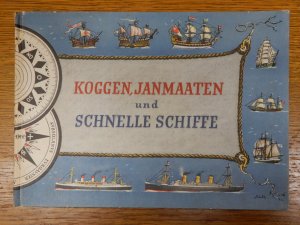 KOGGEN, JANMAATEN
und
SCHNELLE SCHIFFE